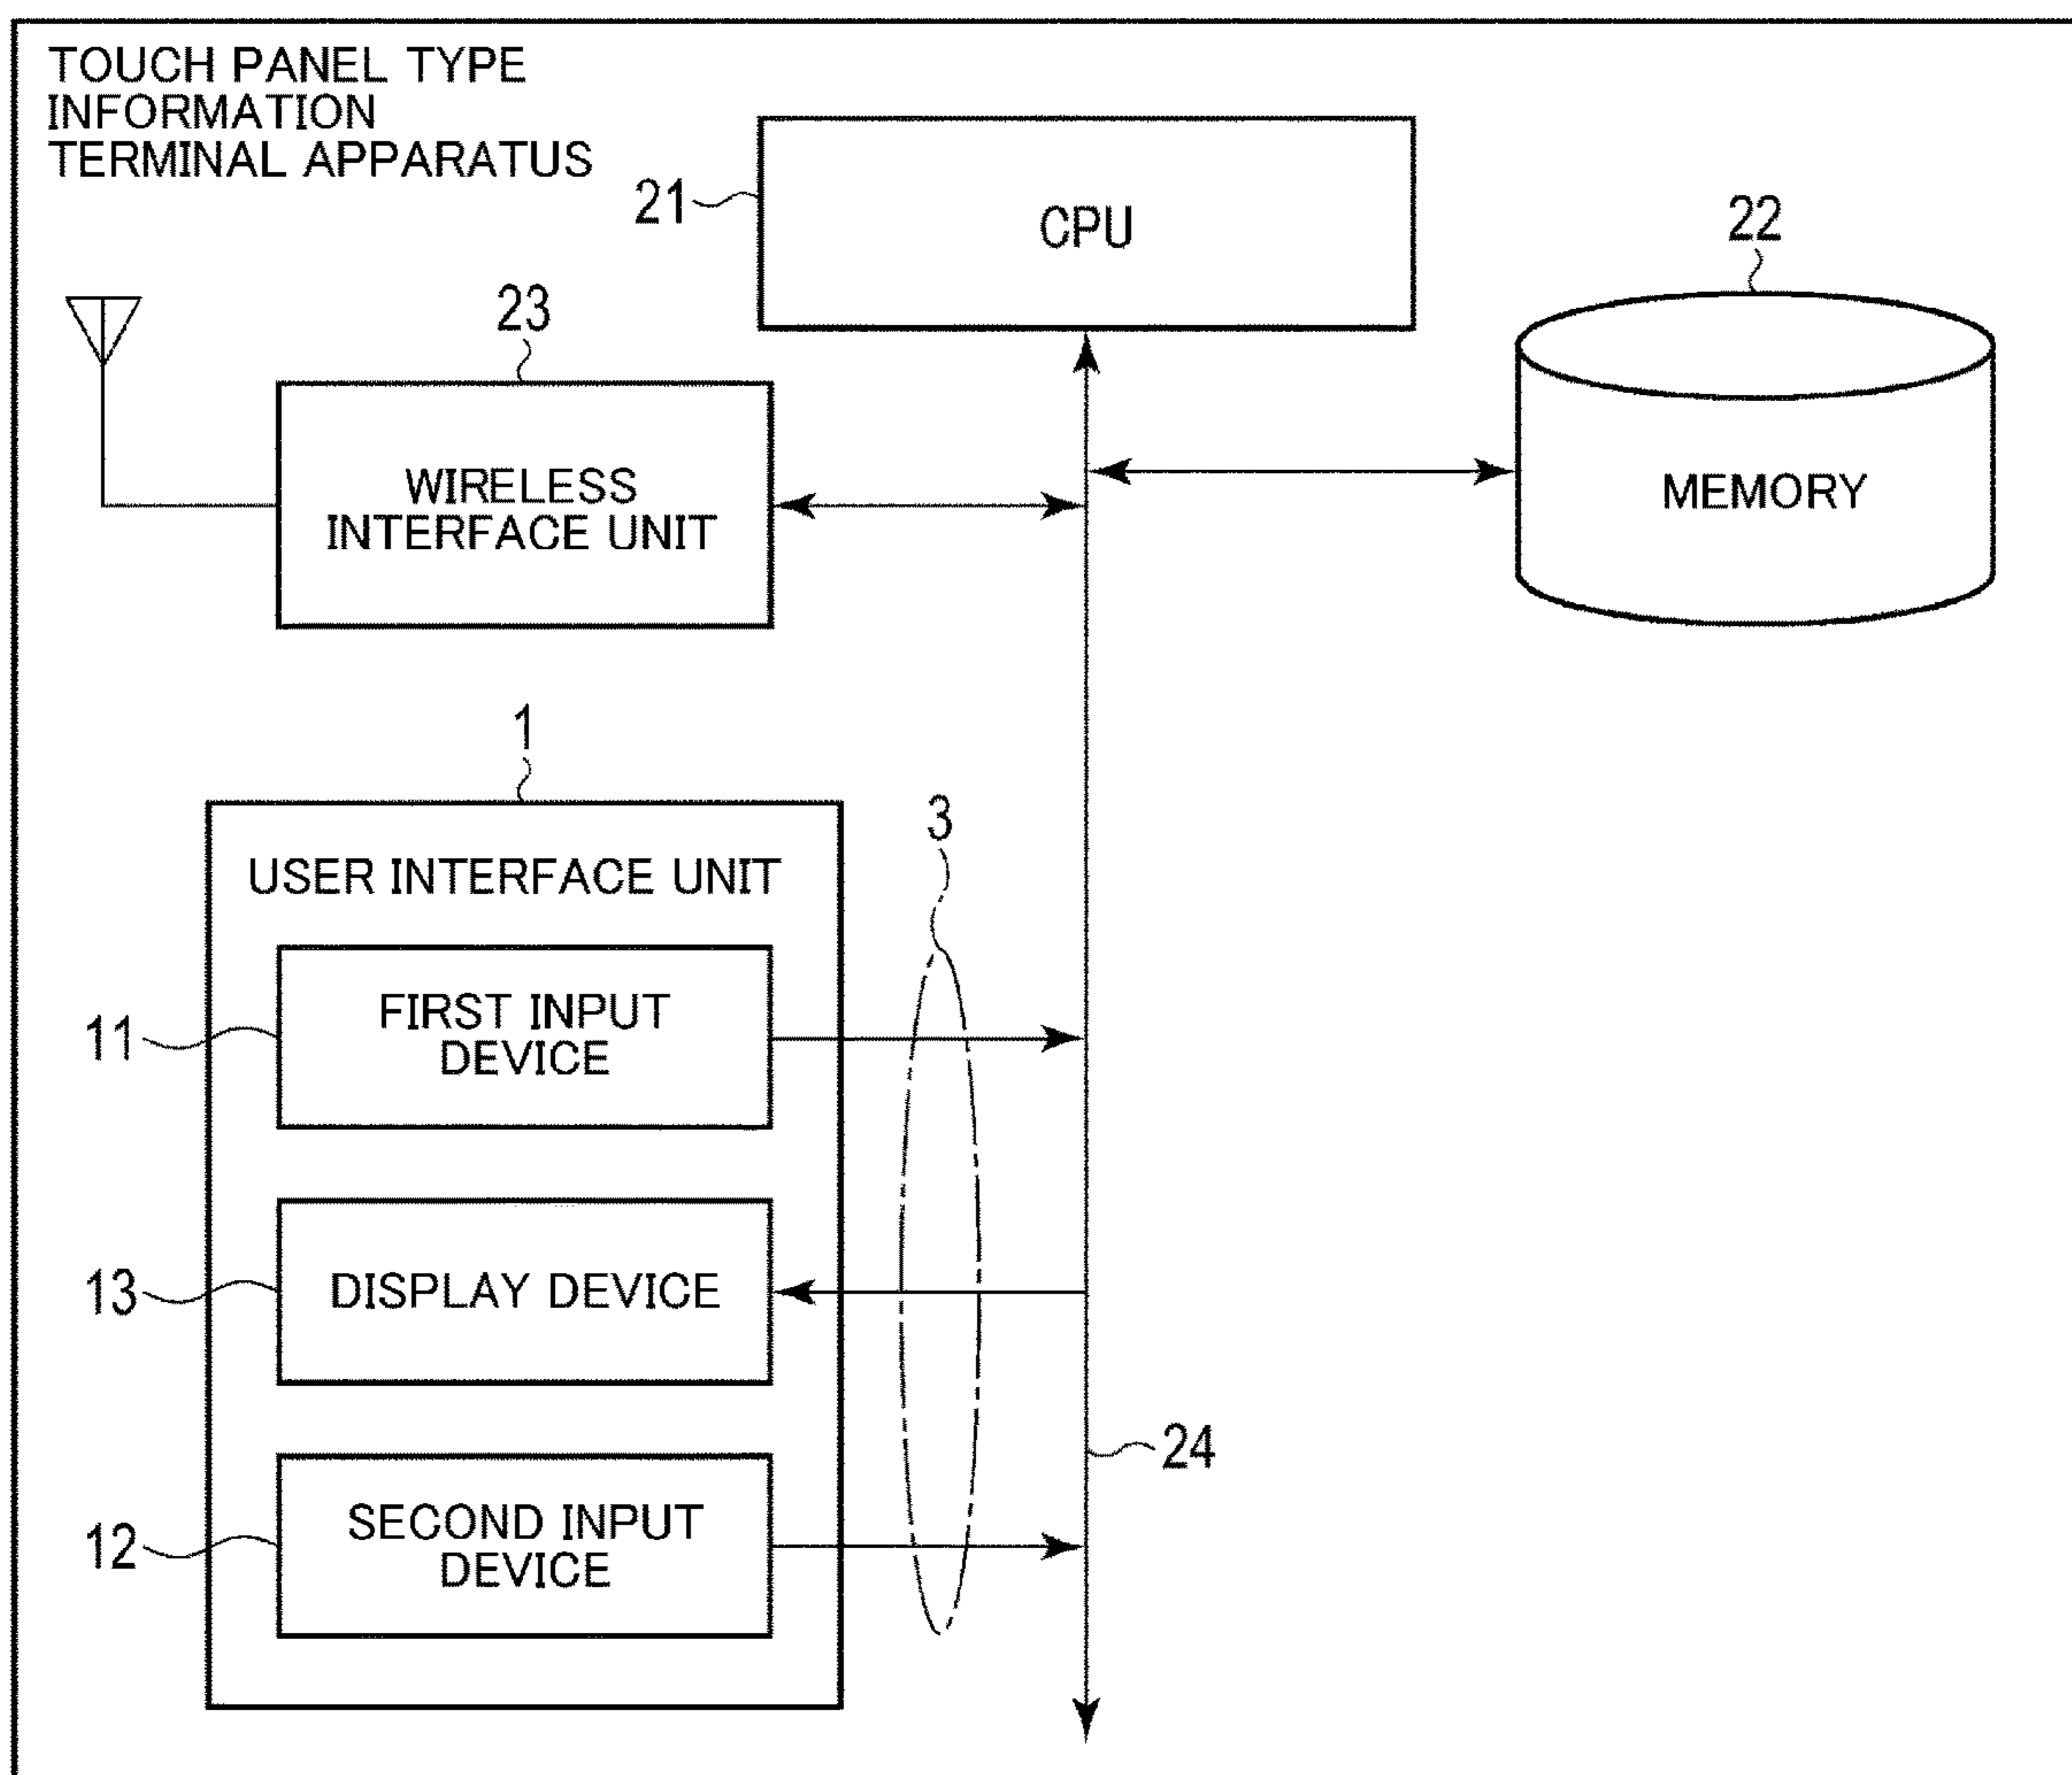 TOUCH PANEL TYPE
INFORMATION
TERMINAL APPARATUS
21
CPU
22
23
WIRELESS
INTERFACE UNIT
MEMORY
1
3
USER INTERFACE UNIT
11
FIRST INPUT
DEVICE
13
DISPLAY DEVICE
24
12
SECOND INPUT
DEVICE